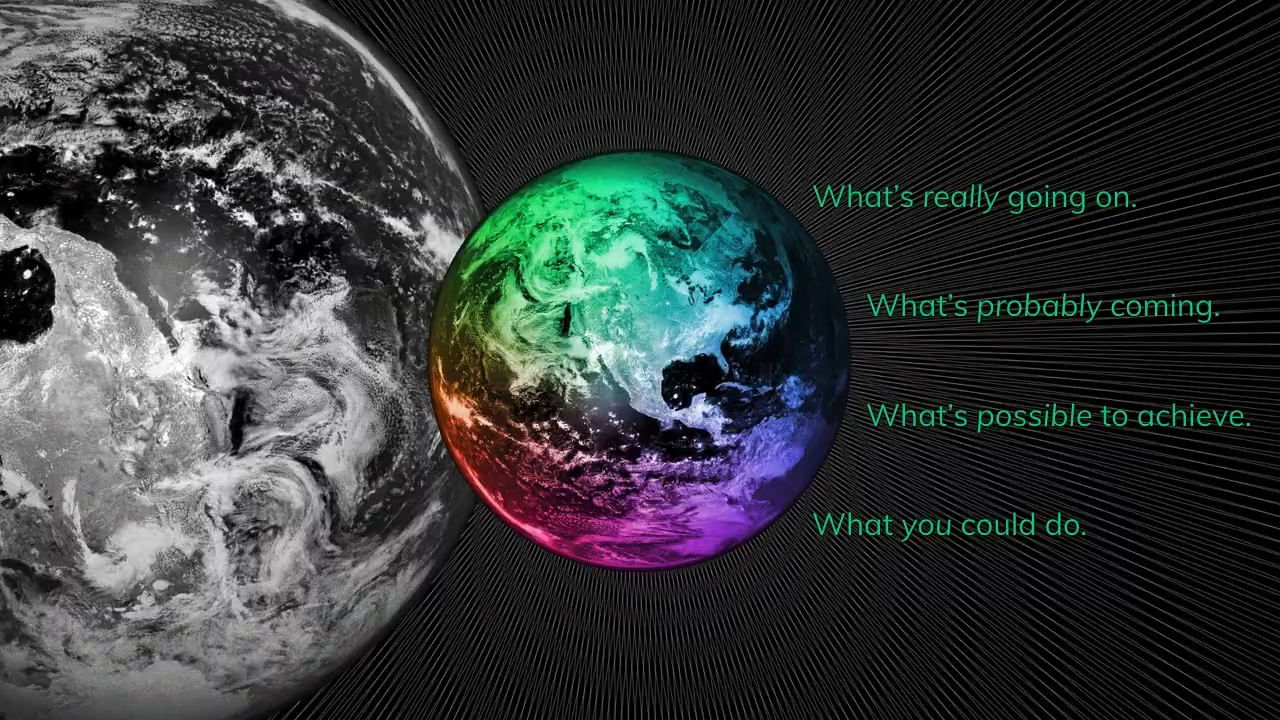 What’s really going on.
What’s probably coming.
What’s possible to achieve.
What you could do.